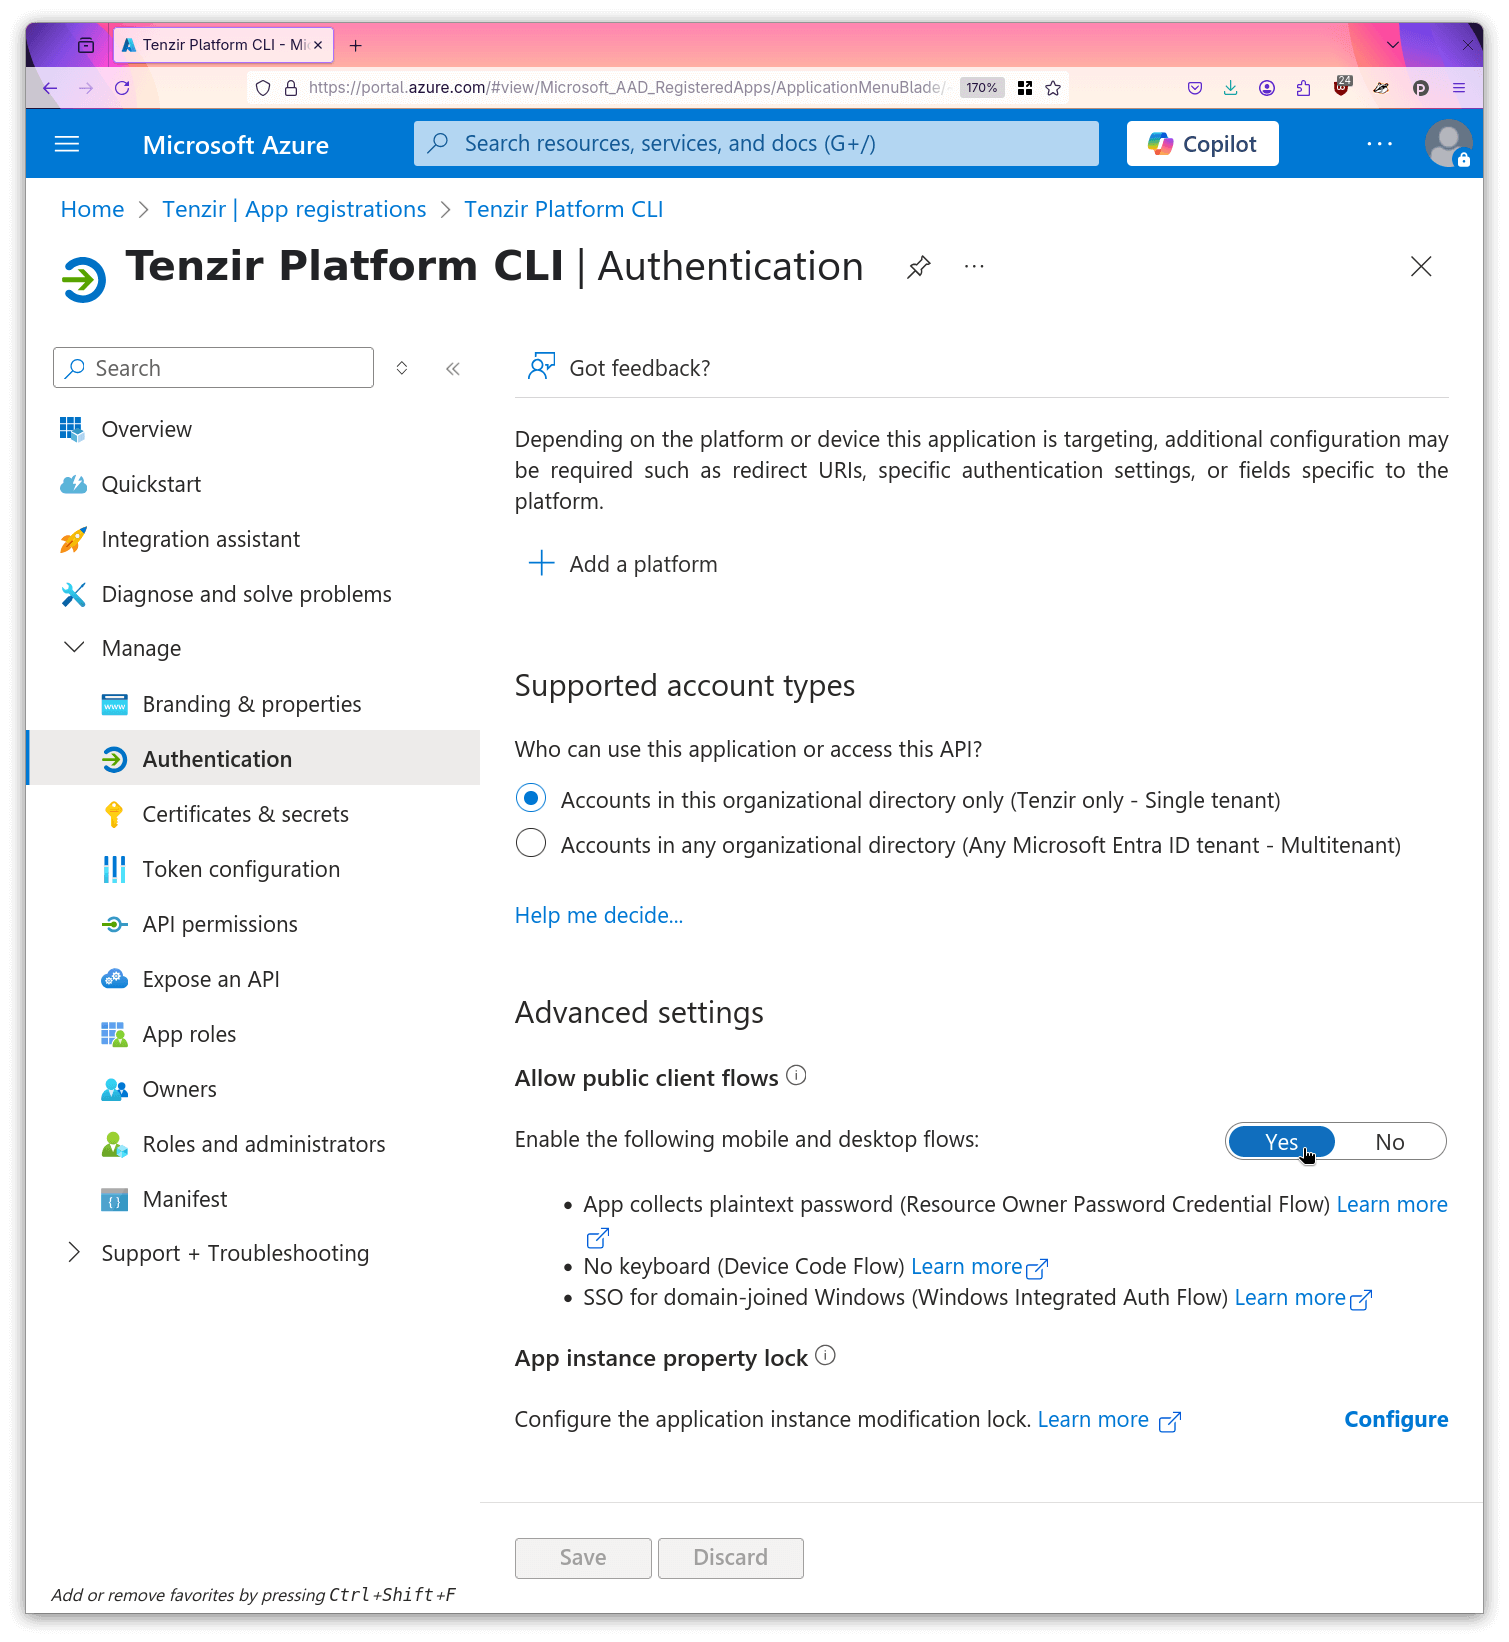 Tenzir Platform CLI - Mi
https://portal.azure.com/#view/Microsoft_AAD_RegisteredApps/ApplicationMenuBlade/
170%
24
Microsoft Azure
Search resources, services, and docs (G+/)
Copilot
Home > Tenzir | App registrations > Tenzir Platform CLI
Tenzir Platform CLI | Authentication
Search
Overview
Quickstart
Integration assistant
Diagnose and solve problems
Manage
Branding & properties
Authentication
Certificates & secrets
Token configuration
API permissions
Expose an API
App roles
Owners
Roles and administrators
Manifest
Support + Troubleshooting
Add or remove favorites by pressing Ctrl+Shift+F
Got feedback?
Depending on the platform or device this application is targeting, additional configuration may
be required such as redirect URIs, specific authentication settings, or fields specific to the
platform.
Add a platform
Supported account types
Who can use this application or access this API?
Accounts in this organizational directory only (Tenzir only - Single tenant)
Accounts in any organizational directory (Any Microsoft Entra ID tenant - Multitenant)
Help me decide...
Advanced settings
Allow public client flows
Enable the following mobile and desktop flows:
Yes No
• App collects plaintext password (Resource Owner Password Credential Flow) Learn more
• No keyboard (Device Code Flow) Learn more
• SSO for domain-joined Windows (Windows Integrated Auth Flow) Learn more
App instance property lock
Configure the application instance modification lock. Learn more
Configure
Save Discard